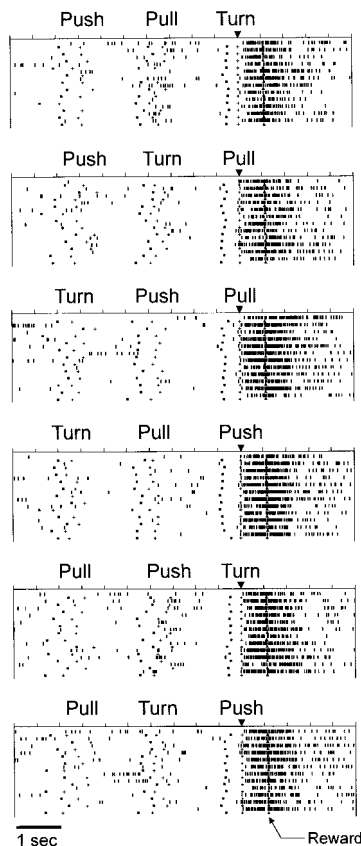 Push Pull Turn
Push Turn Pull
Turn Push Pull
Turn Pull Push
Pull Push Turn
Pull Turn Push
1 sec
Reward